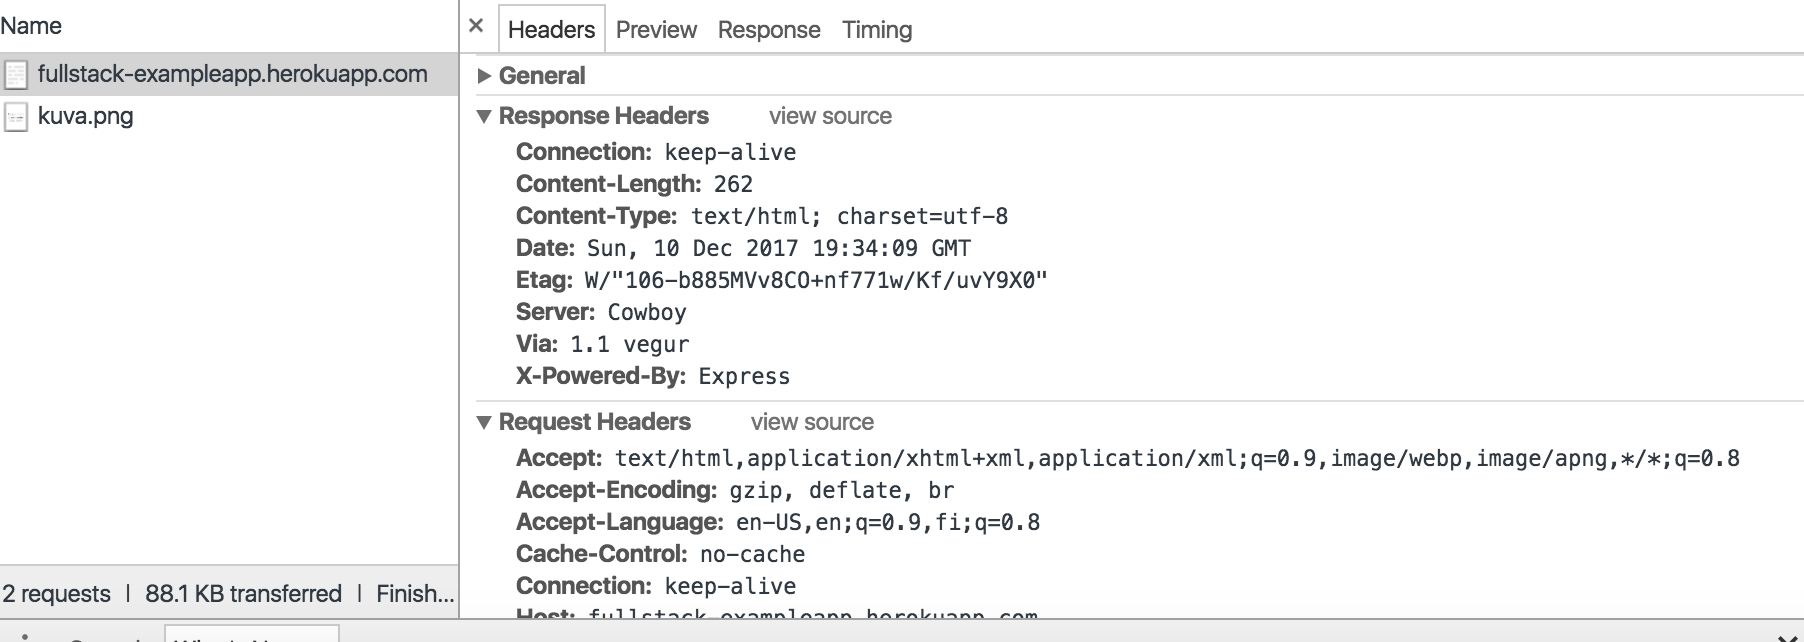 Name
fullstack-exampleapp.herokuapp.com
kuva.png
2 requests | 88.1 KB transferred | Finish...
× Headers Preview Response Timing
▶ General
▼ Response Headers view source
Connection: keep-alive
Content-Length: 262
Content-Type: text/html; charset=utf-8
Date: Sun, 10 Dec 2017 19:34:09 GMT
Etag: W/"106-b885MVv8CO+nf771w/Kf/uvY9X0"
Server: Cowboy
Via: 1.1 vegur
X-Powered-By: Express
▼ Request Headers view source
Accept: text/html,application/xhtml+xml,application/xml;q=0.9,image/webp,image/apng,*/*;q=0.8
Accept-Encoding: gzip, deflate, br
Accept-Language: en-US,en;q=0.9,fi;q=0.8
Cache-Control: no-cache
Connection: keep-alive
Host: fullstack-exampleapp.herokuapp.com